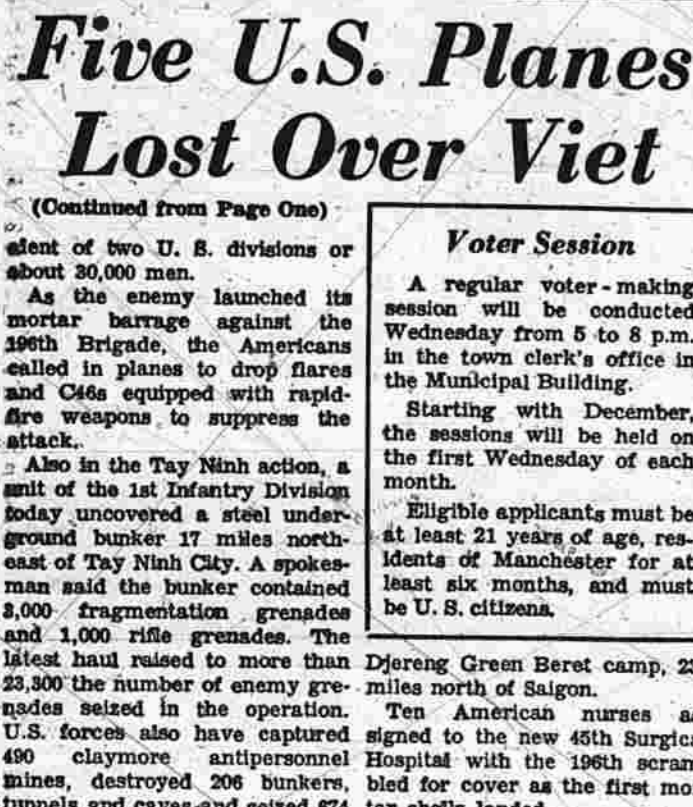 Five U.S. Planes
Lost Over Viet
(Continued from Page One)
alent of two U. S. divisions or
about 30,000 men.
As the enemy launched its
mortar barrage against the
196th Brigade, the Americans
called in planes to drop flares
and C46s equipped with rapid-
fire weapons to suppress the
attack.
Also in the Tay Ninh action, a
unit of the 1st Infantry Division
today uncovered a steel under-
ground bunker 17 miles north-
east of Tay Ninh City. A spokes-
man said the bunker contained
8,000 fragmentation grenades
and 1,000 rifle grenades. The
latest haul raised to more than
23,300 the number of enemy gre-
nades seized in the operation.
U.S. forces also have captured
490 claymore antipersonnel
mines, destroyed 206 bunkers,
tunnels and caves and seized
Voter Session
A regular voter-making
session will be conducted
Wednesday from 5 to 8 p.m.
in the town clerk's office in
the Municipal Building.
Starting with December,
the sessions will be held on
the first Wednesday of each
month.
Eligible applicants must be
at least 21 years of age, res-
idents of Manchester for at
least six months, and must
be U. S. citizens.
Djereng Green Beret camp,
miles north of Saigon.
Ten American nurses a
signed to the new 45th Surgica
Hospital with the 196th scram
bled for cover as the first mo